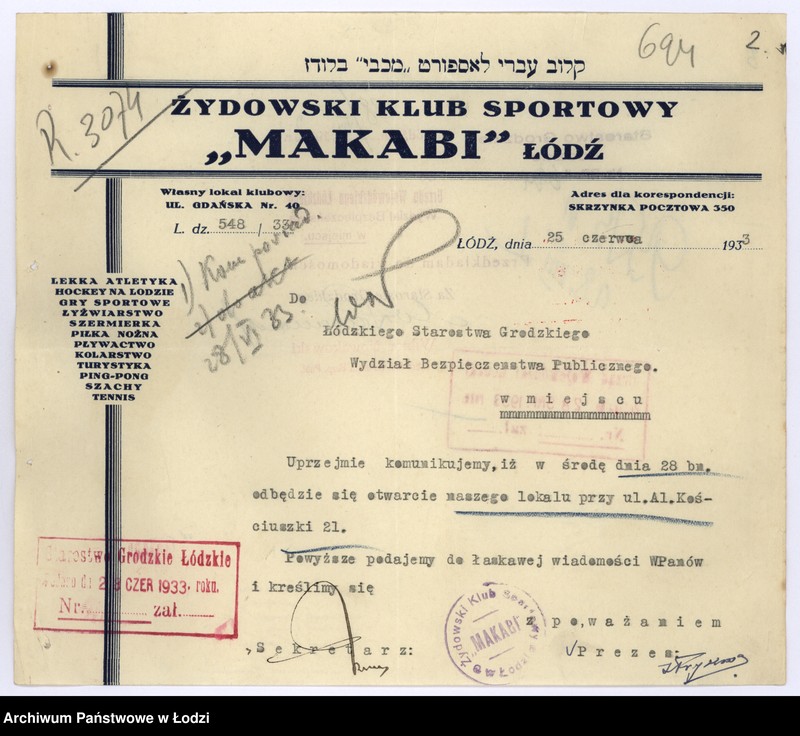 694
2.
קלוב עברי לאספורט „מכבי" בלודז
R. 3074
ŻYDOWSKI KLUB SPORTOWY
„MAKABI" ŁÓDŹ
Własny lokal klubowy:
UL. GDAŃSKA Nr. 40
Adres dla korespondencji:
SKRZYNKA POCZTOWA 350
L. dz. 548 / 33
ŁÓDŹ, dnia 25 czerwca 1933
LEKKA ATLETYKA
HOCKEY NA LODZIE
GRY SPORTOWE
ŁYŻWIARSTWO
SZERMIERKA
PIŁKA NOŻNA
PŁYWACTWO
KOLARSTWO
TURYSTYKA
PING-PONG
SZACHY
TENNIS
1) Kom.
28/VI 33.
Do
Łódzkiego Starostwa Grodzkiego
Wydział Bezpieczeństwa Publicznego.
w miejscu
Uprzejmie komunikujemy, iż w środę dnia 28 bm.
odbędzie się otwarcie naszego lokalu przy ul.Al.Koś-
ciuszki 21.
Powyższe podajemy do łaskawej wiadomości WPanów
i kreślimy się
z po,ważaniem
Sekretarz:
Prezes:
Starostwo Grodzkie Łódzkie
28 CZER 1933 roku.
Nr. zał.
Żydowski Klub Sportowy w Łodzi
„MAKABI"
Archiwum Państwowe w Łodzi